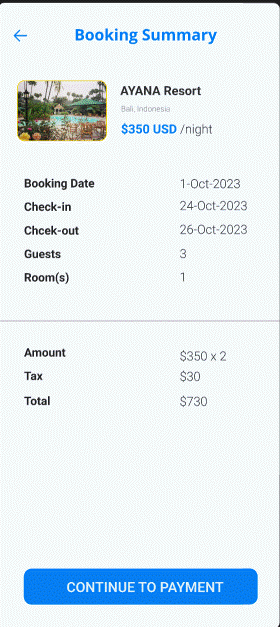 Booking Summary
AYANA Resort
Bali, Indonesia
$350 USD /night
Booking Date 1-Oct-2023
Check-in 24-Oct-2023
Chcek-out 26-Oct-2023
Guests 3
Room(s) 1
Amount $350 x 2
Tax $30
Total $730
CONTINUE TO PAYMENT